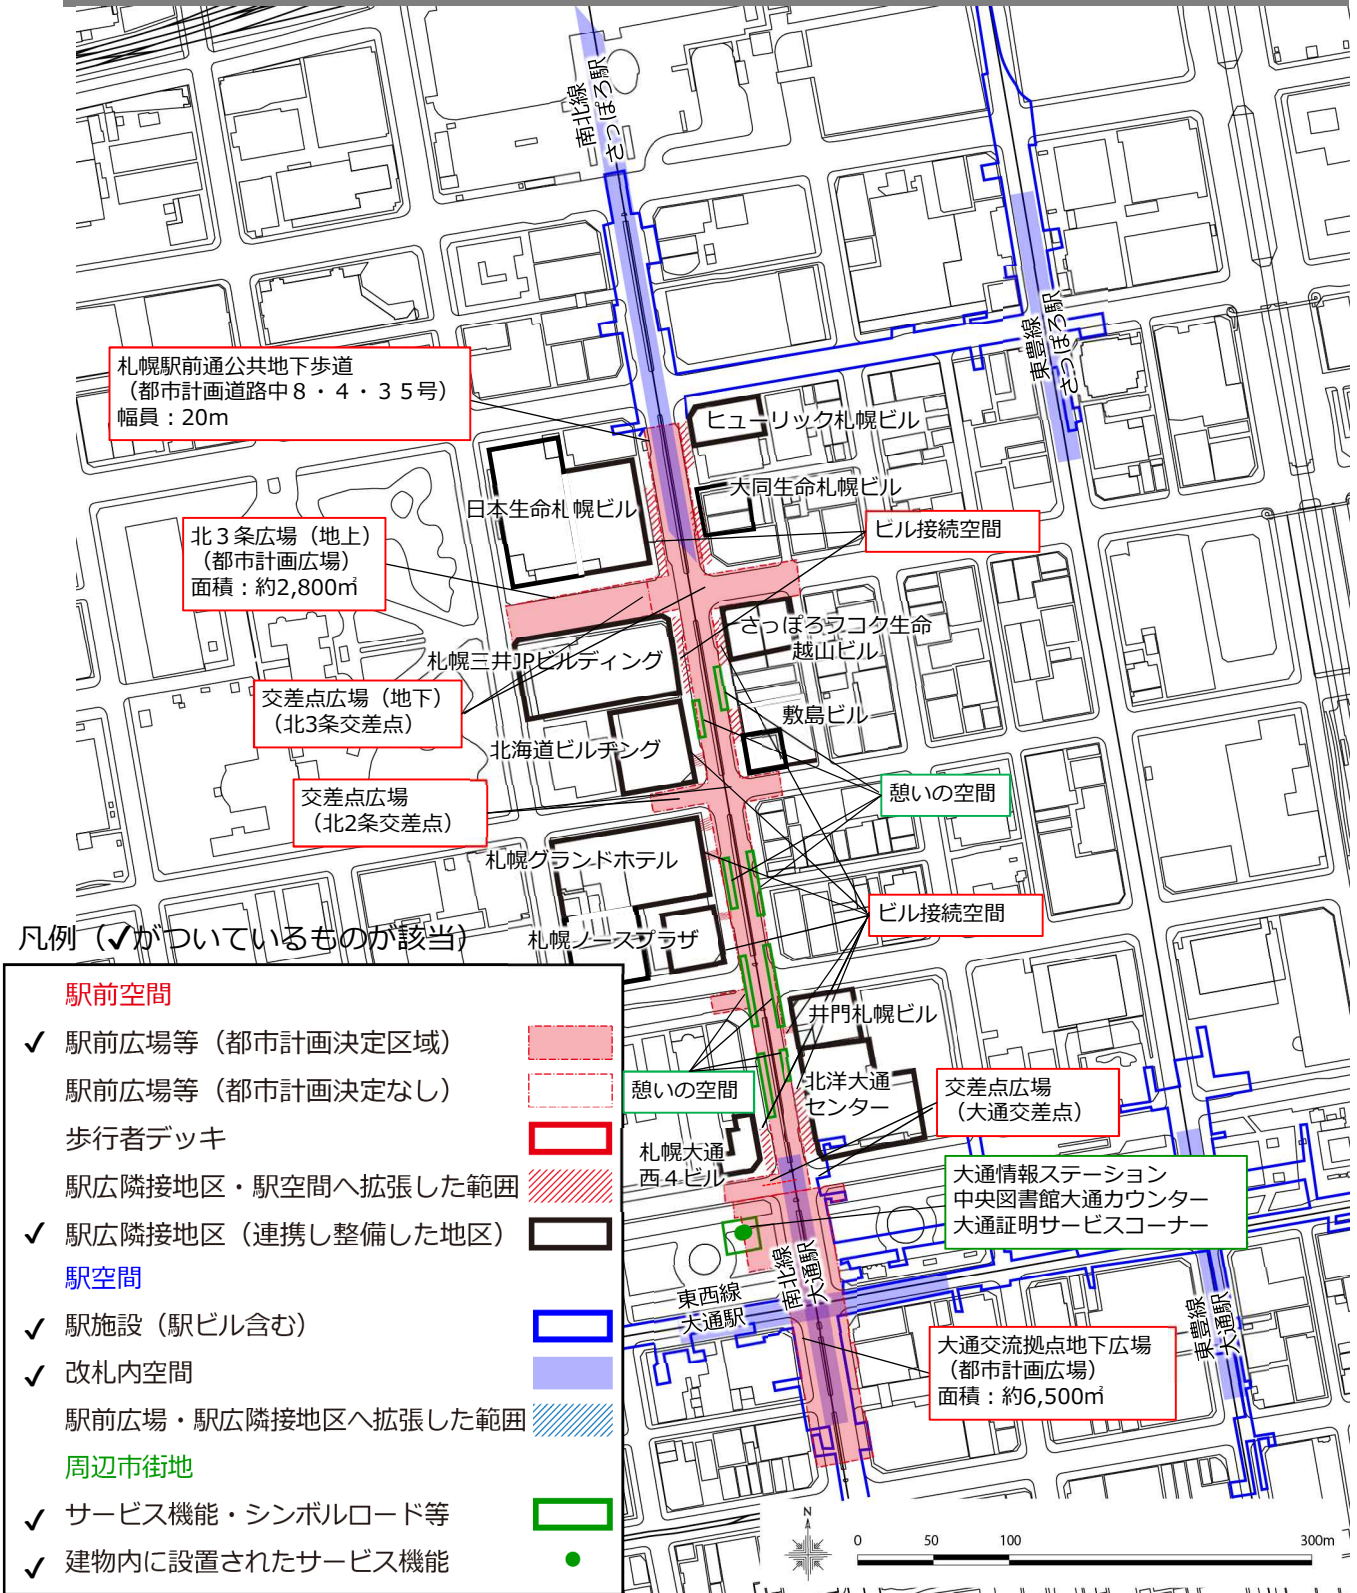 南北線
さっぽろ駅
東豊線
さっぽろ駅
札幌駅前通公共地下歩道
（都市計画道路中８・４・３５号）
幅員：20m
ヒューリック札幌ビル
大同生命札幌ビル
日本生命札幌ビル
ビル接続空間
北３条広場（地上）
（都市計画広場）
面積：約2,800㎡
さっぽろフコク生命
越山ビル
札幌三井JPビルディング
交差点広場（地下）
（北3条交差点）
敷島ビル
北海道ビルヂング
交差点広場
（北2条交差点）
憩いの空間
札幌グランドホテル
ビル接続空間
札幌ノースプラザ
井門札幌ビル
憩いの空間
北洋大通
センター
交差点広場
（大通交差点）
札幌大通
西４ビル
大通情報ステーション
中央図書館大通カウンター
大通証明サービスコーナー
南北線
大通駅
東西線
大通駅
東豊線
大通駅
大通交流拠点地下広場
（都市計画広場）
面積：約6,500㎡
凡例（✓がついているものが該当）
駅前空間
✓ 駅前広場等（都市計画決定区域）
駅前広場等（都市計画決定なし）
歩行者デッキ
駅広隣接地区・駅空間へ拡張した範囲
✓ 駅広隣接地区（連携し整備した地区）
駅空間
✓ 駅施設（駅ビル含む）
✓ 改札内空間
駅前広場・駅広隣接地区へ拡張した範囲
周辺市街地
✓ サービス機能・シンボルロード等
✓ 建物内に設置されたサービス機能
N
0 50 100 300m